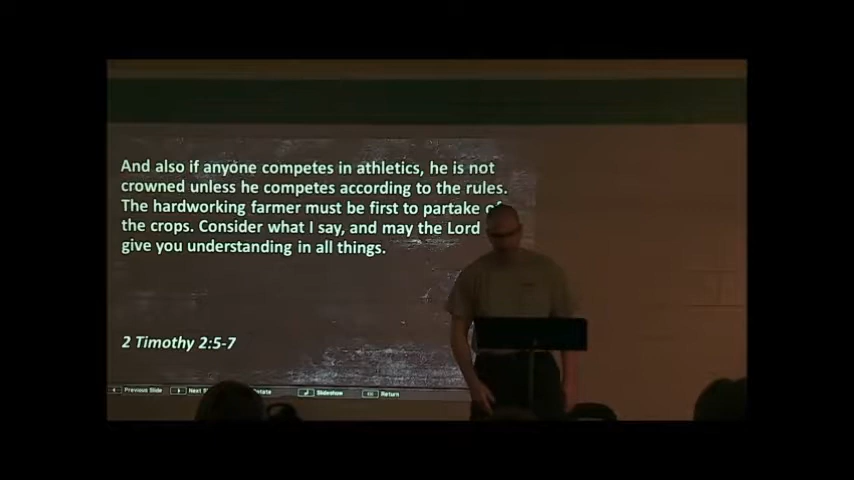 And also if anyone competes in athletics, he is not
crowned unless he competes according to the rules.
The hardworking farmer must be first to partake of
the crops. Consider what I say, and may the Lord
give you understanding in all things.
2 Timothy 2:5-7
Previous Slide Next Slideshow Return